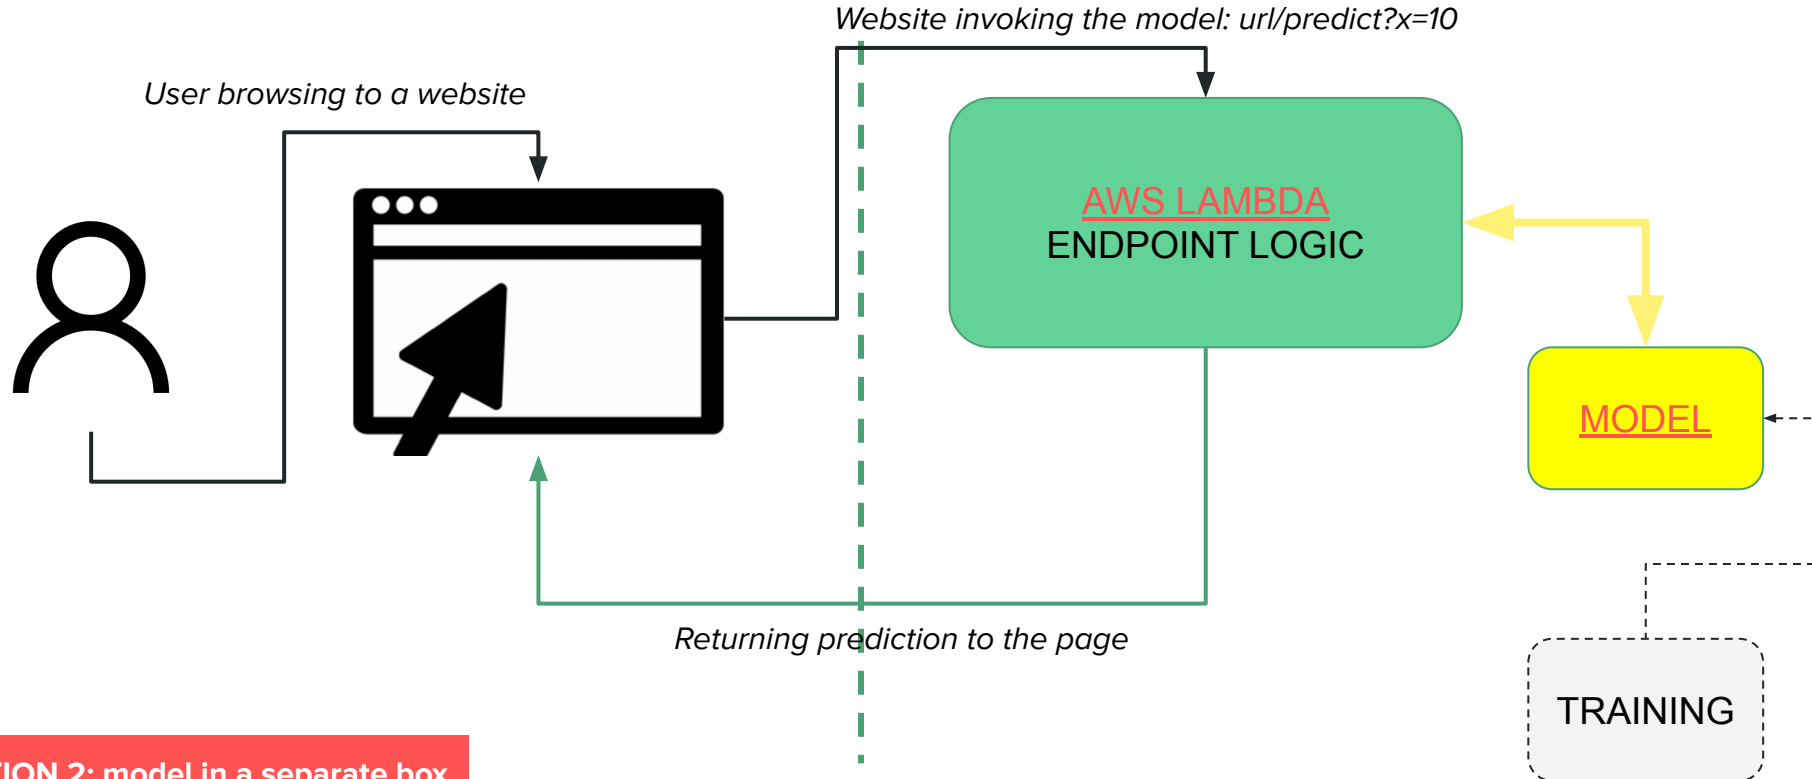 Website invoking the model: url/predict?x=10
User browsing to a website
AWS LAMBDA
ENDPOINT LOGIC
MODEL
Returning prediction to the page
TRAINING
2: model in a separate box